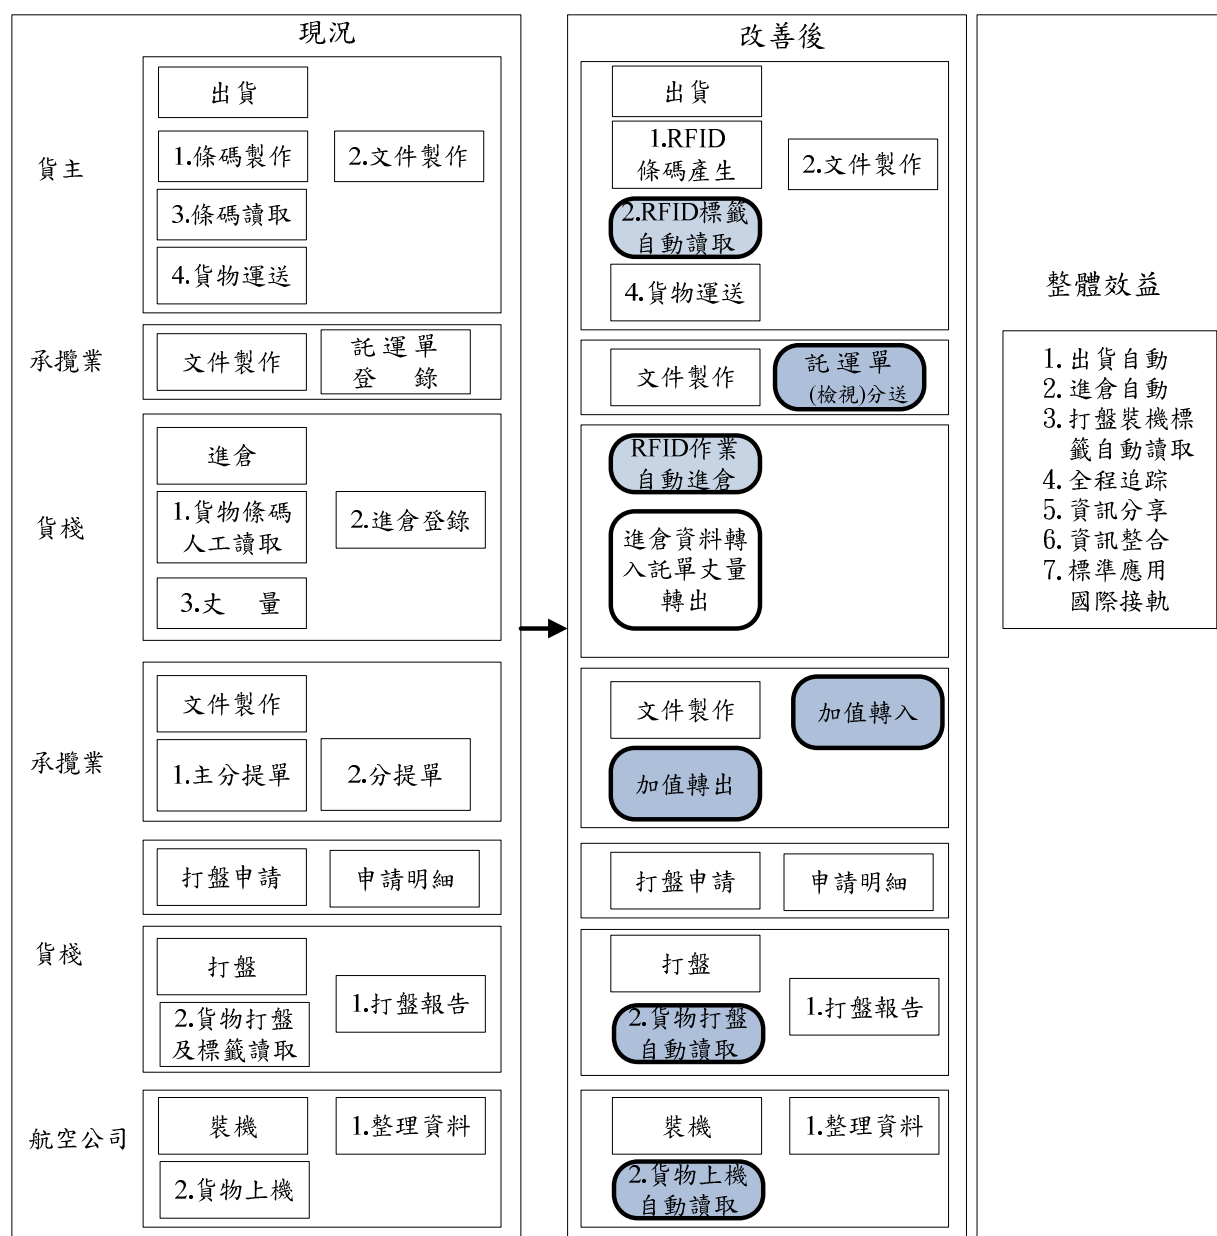 現況
貨主
出貨
1.條碼製作
2.文件製作
3.條碼讀取
4.貨物運送
承攬業
文件製作
託運單
登 錄
貨棧
進倉
1.貨物條碼
人工讀取
2.進倉登錄
3.丈 量
承攬業
文件製作
1.主分提單
2.分提單
貨棧
打盤申請
申請明細
打盤
1.打盤報告
2.貨物打盤
及標籤讀取
航空公司
裝機
1.整理資料
2.貨物上機
改善後
出貨
1.RFID
條碼產生
2.文件製作
2.RFID標籤
自動讀取
4.貨物運送
文件製作
託運單
(檢視)分送
RFID作業
自動進倉
進倉資料轉
入託單丈量
轉出
文件製作
加值轉入
加值轉出
打盤申請
申請明細
打盤
1.打盤報告
2.貨物打盤
自動讀取
裝機
1.整理資料
2.貨物上機
自動讀取
整體效益
1.出貨自動
2.進倉自動
3.打盤裝機標
籤自動讀取
4.全程追踪
5.資訊分享
6.資訊整合
7.標準應用
國際接軌